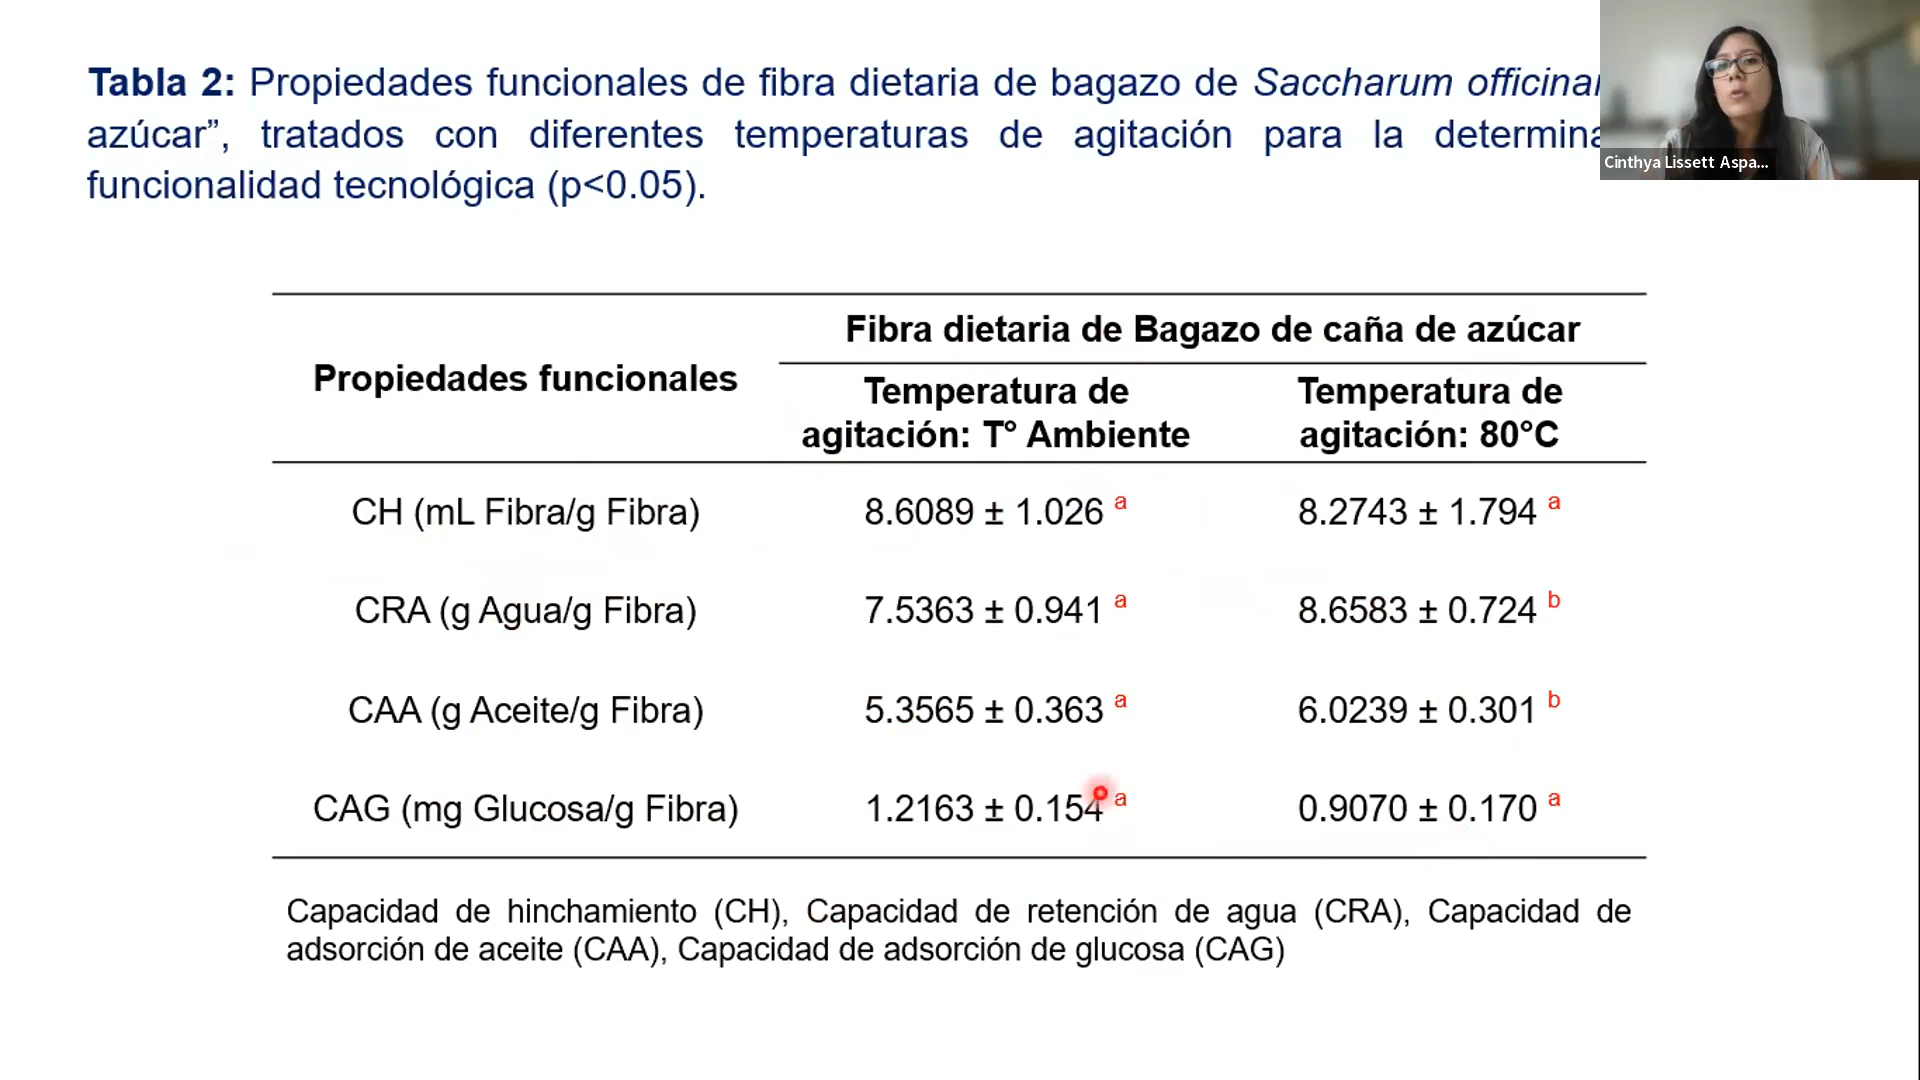 Tabla 2: Propiedades funcionales de fibra dietaria de bagazo de Saccharum
azúcar”, tratados con diferentes temperaturas de agitación para la
funcionalidad tecnológica (p<0.05).
Cinthya Lissett Aspa...
Fibra dietaria de Bagazo de caña de azúcar
Propiedades funcionales
Temperatura de agitación: T° Ambiente
Temperatura de agitación: 80°C
CH (mL Fibra/g Fibra) 8.6089 ± 1.026 a 8.2743 ± 1.794 a
CRA (g Agua/g Fibra) 7.5363 ± 0.941 a 8.6583 ± 0.724 b
CAA (g Aceite/g Fibra) 5.3565 ± 0.363 a 6.0239 ± 0.301 b
CAG (mg Glucosa/g Fibra) 1.2163 ± 0.154 a 0.9070 ± 0.170 a
Capacidad de hinchamiento (CH), Capacidad de retención de agua (CRA), Capacidad de
adsorción de aceite (CAA), Capacidad de adsorción de glucosa (CAG)